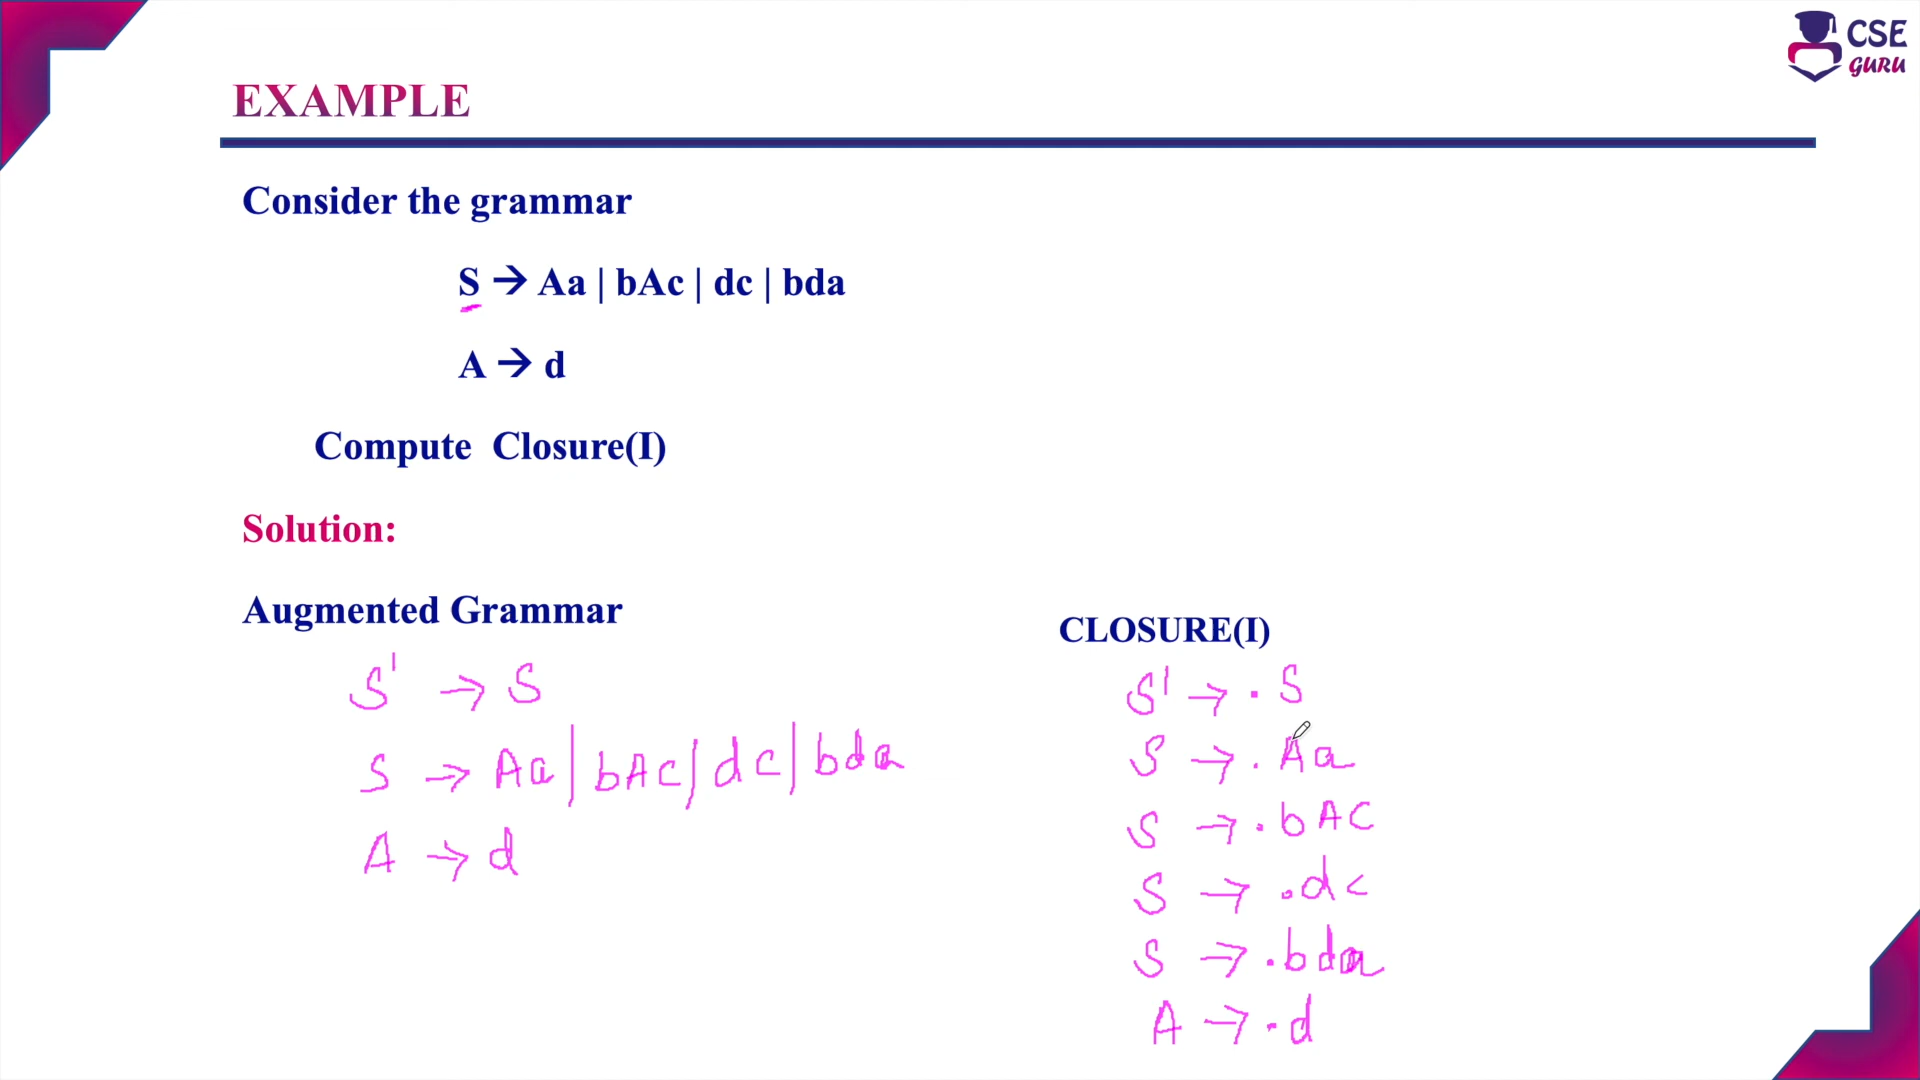 CSE
GURU
EXAMPLE
Consider the grammar
S → Aa | bAc | dc | bda
A → d
Compute Closure(I)
Solution:
Augmented Grammar
S' → S
S → Aa | bAc | dc | bda
A → d
CLOSURE(I)
S' → .S
S → .Aa
S → .bAc
S → .dc
S → .bda
A → .d